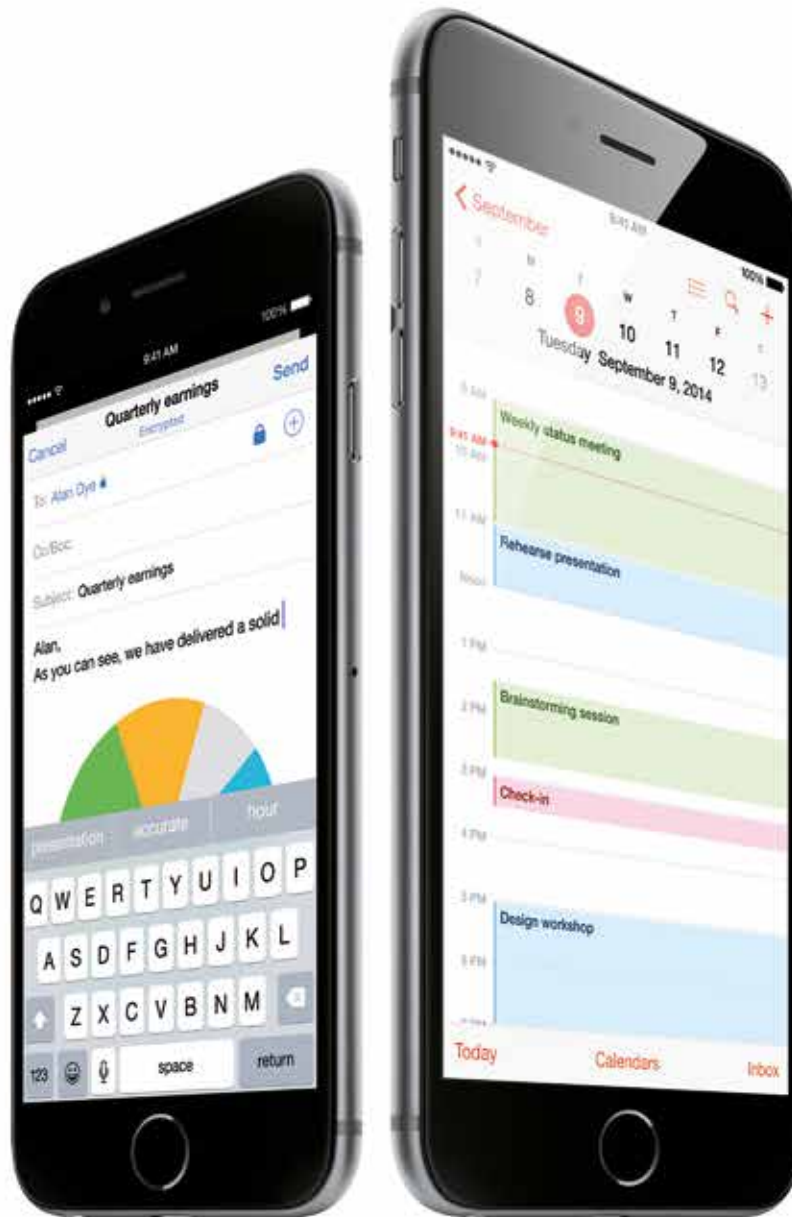 9:41 AM
100%
Cancel
Quarterly earnings
Encrypted
Send
To: Alan Dye
Cc/Bcc:
Subject: Quarterly earnings
Alan,
As you can see, we have delivered a solid
presentation accurate hour
Q W E R T Y U I O P
A S D F G H J K L
Z X C V B N M
123 space return
9:41 AM
100%
September
S M T W T F S
7 8 9 10 11 12 13
Tuesday September 9, 2014
9 AM
Weekly status meeting
9:41 AM
10 AM
11 AM
Rehearse presentation
Noon
1 PM
2 PM
Brainstorming session
3 PM
Check-in
4 PM
5 PM
Design workshop
6 PM
Today Calendars Inbox